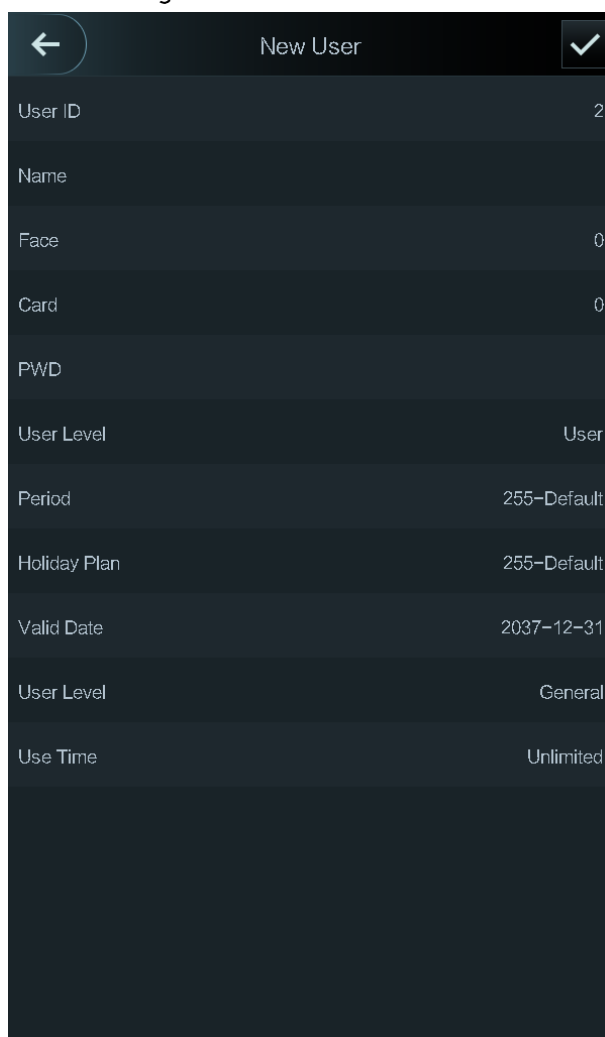 New User
User ID 2
Name
Face 0
Card 0
PWD
User Level User
Period 255-Default
Holiday Plan 255-Default
Valid Date 2037-12-31
User Level General
Use Time Unlimited